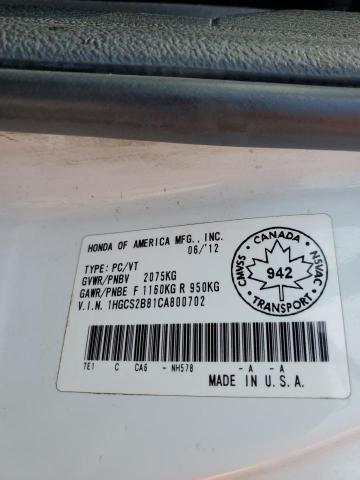 HONDA OF AMERICA MFG., INC.
06/'12
TYPE: PC/VT
GVWR/PNBV 2075KG
GAWR/PNBE F 1160KG R 950KG
V.I.N. 1HGCS2B81CA800702
CANADA
CMVSS
942
NSVAC
TRANSPORT
TE1 C CA6 - NH578 - A - A
MADE IN U.S.A.